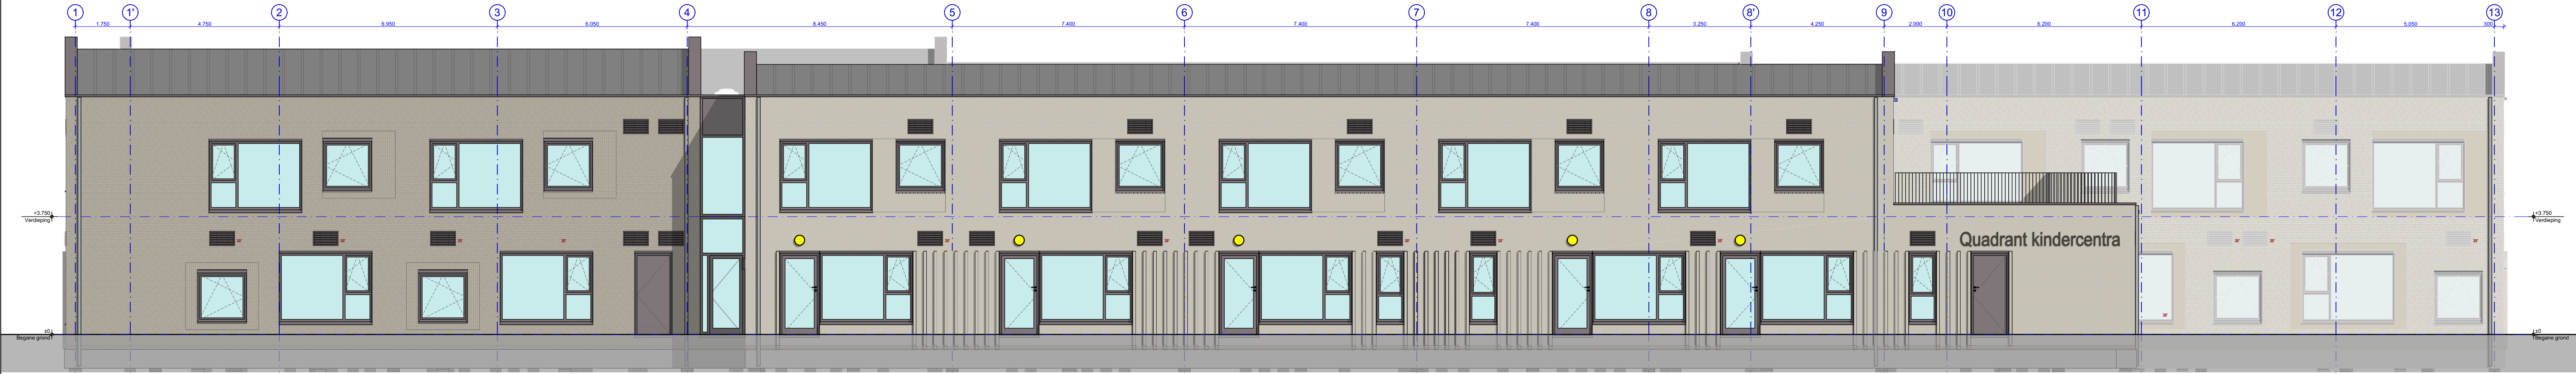 1 1' 2 3 4 5 6 7 8 8' 9 10 11 12 13
1.750 4.750 6.950 6.050 8.450 7.400 7.400 7.400 3.250 4.250 2.000 6.200 6.200 5.050 300
+3.750
Verdieping
+3.750
Verdieping
Quadrant kindercentra
±0
Begane grond
±0
Begane grond